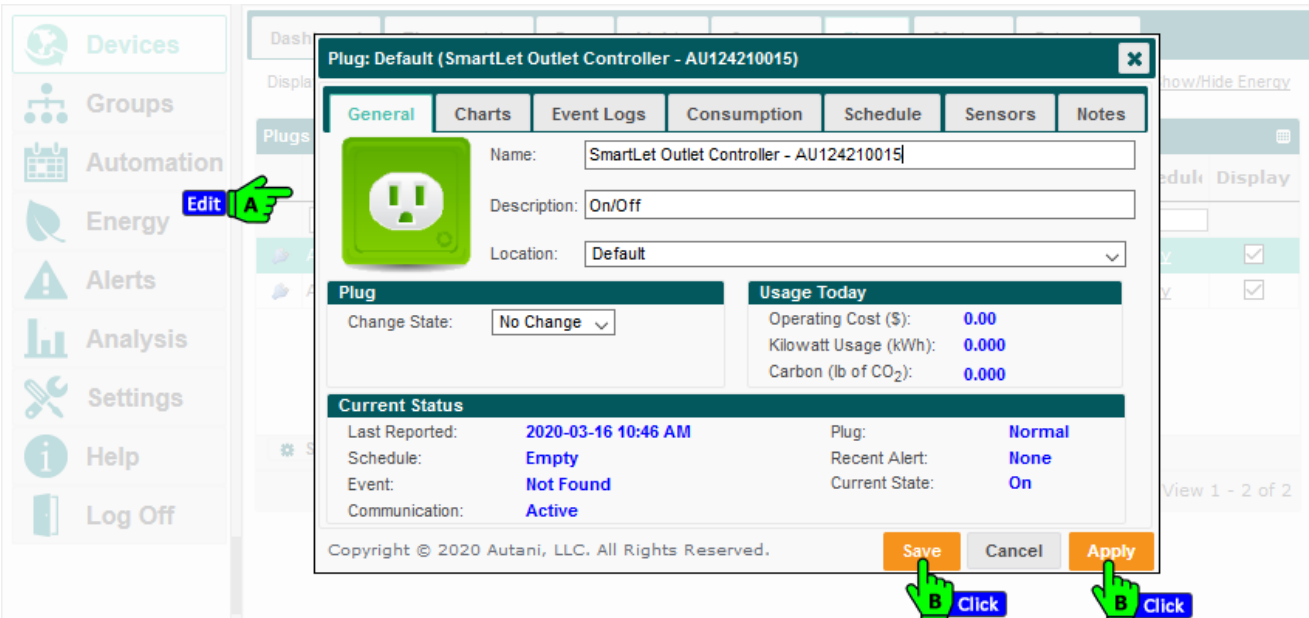 Devices
Groups
Automation
Energy
Alerts
Analysis
Settings
Help
Log Off
Dash
Displa
how/Hide Energy
Plugs
edule Display
View 1 - 2 of 2
Edit A
Plug: Default (SmartLet Outlet Controller - AU124210015)
General Charts Event Logs Consumption Schedule Sensors Notes
Name: SmartLet Outlet Controller - AU124210015
Description: On/Off
Location: Default
Plug
Change State: No Change
Usage Today
Operating Cost ($): 0.00
Kilowatt Usage (kWh): 0.000
Carbon (lb of CO2): 0.000
Current Status
Last Reported: 2020-03-16 10:46 AM Plug: Normal
Schedule: Empty Recent Alert: None
Event: Not Found Current State: On
Communication: Active
Copyright © 2020 Autani, LLC. All Rights Reserved.
Save Cancel Apply
B Click B Click